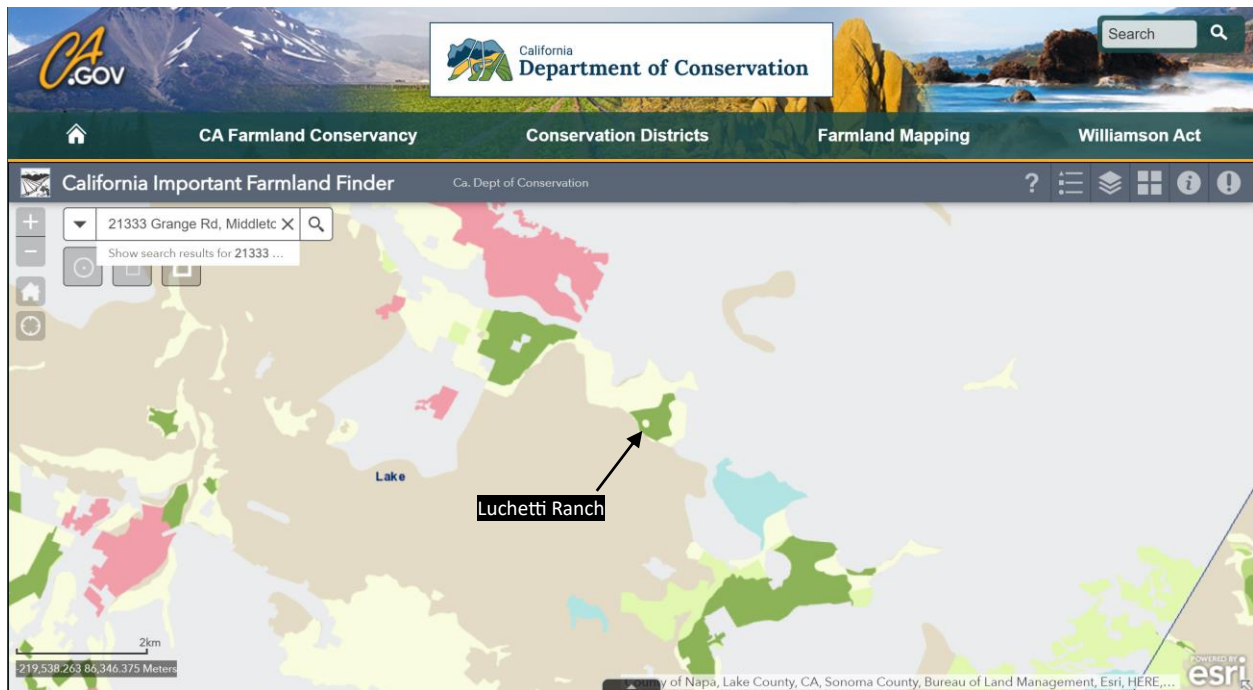 CA
.GOV
California
Department of Conservation
Search
CA Farmland Conservancy
Conservation Districts
Farmland Mapping
Williamson Act
California Important Farmland Finder
Ca. Dept of Conservation
?
+
21333 Grange Rd, Middletc
Show search results for 21333 ...
−
Lake
Luchetti Ranch
2km
-219,538.263 86,346.375 Meters
of Napa, Lake County, CA, Sonoma County, Bureau of Land Management, Esri, HERE,...
POWERED BY
esri